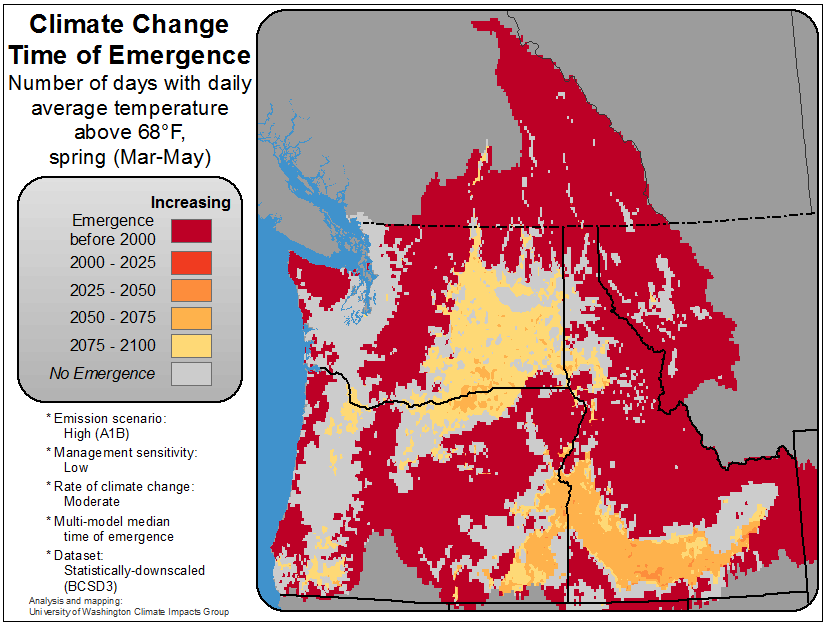 Climate Change
Time of Emergence
Number of days with daily
average temperature
above 68°F,
spring (Mar-May)
Increasing
Emergence
before 2000
2000 - 2025
2025 - 2050
2050 - 2075
2075 - 2100
No Emergence
* Emission scenario:
High (A1B)
* Management sensitivity:
Low
* Rate of climate change:
Moderate
* Multi-model median
time of emergence
* Dataset:
Statistically-downscaled
(BCSD3)
Analysis and mapping:
University of Washington Climate Impacts Group